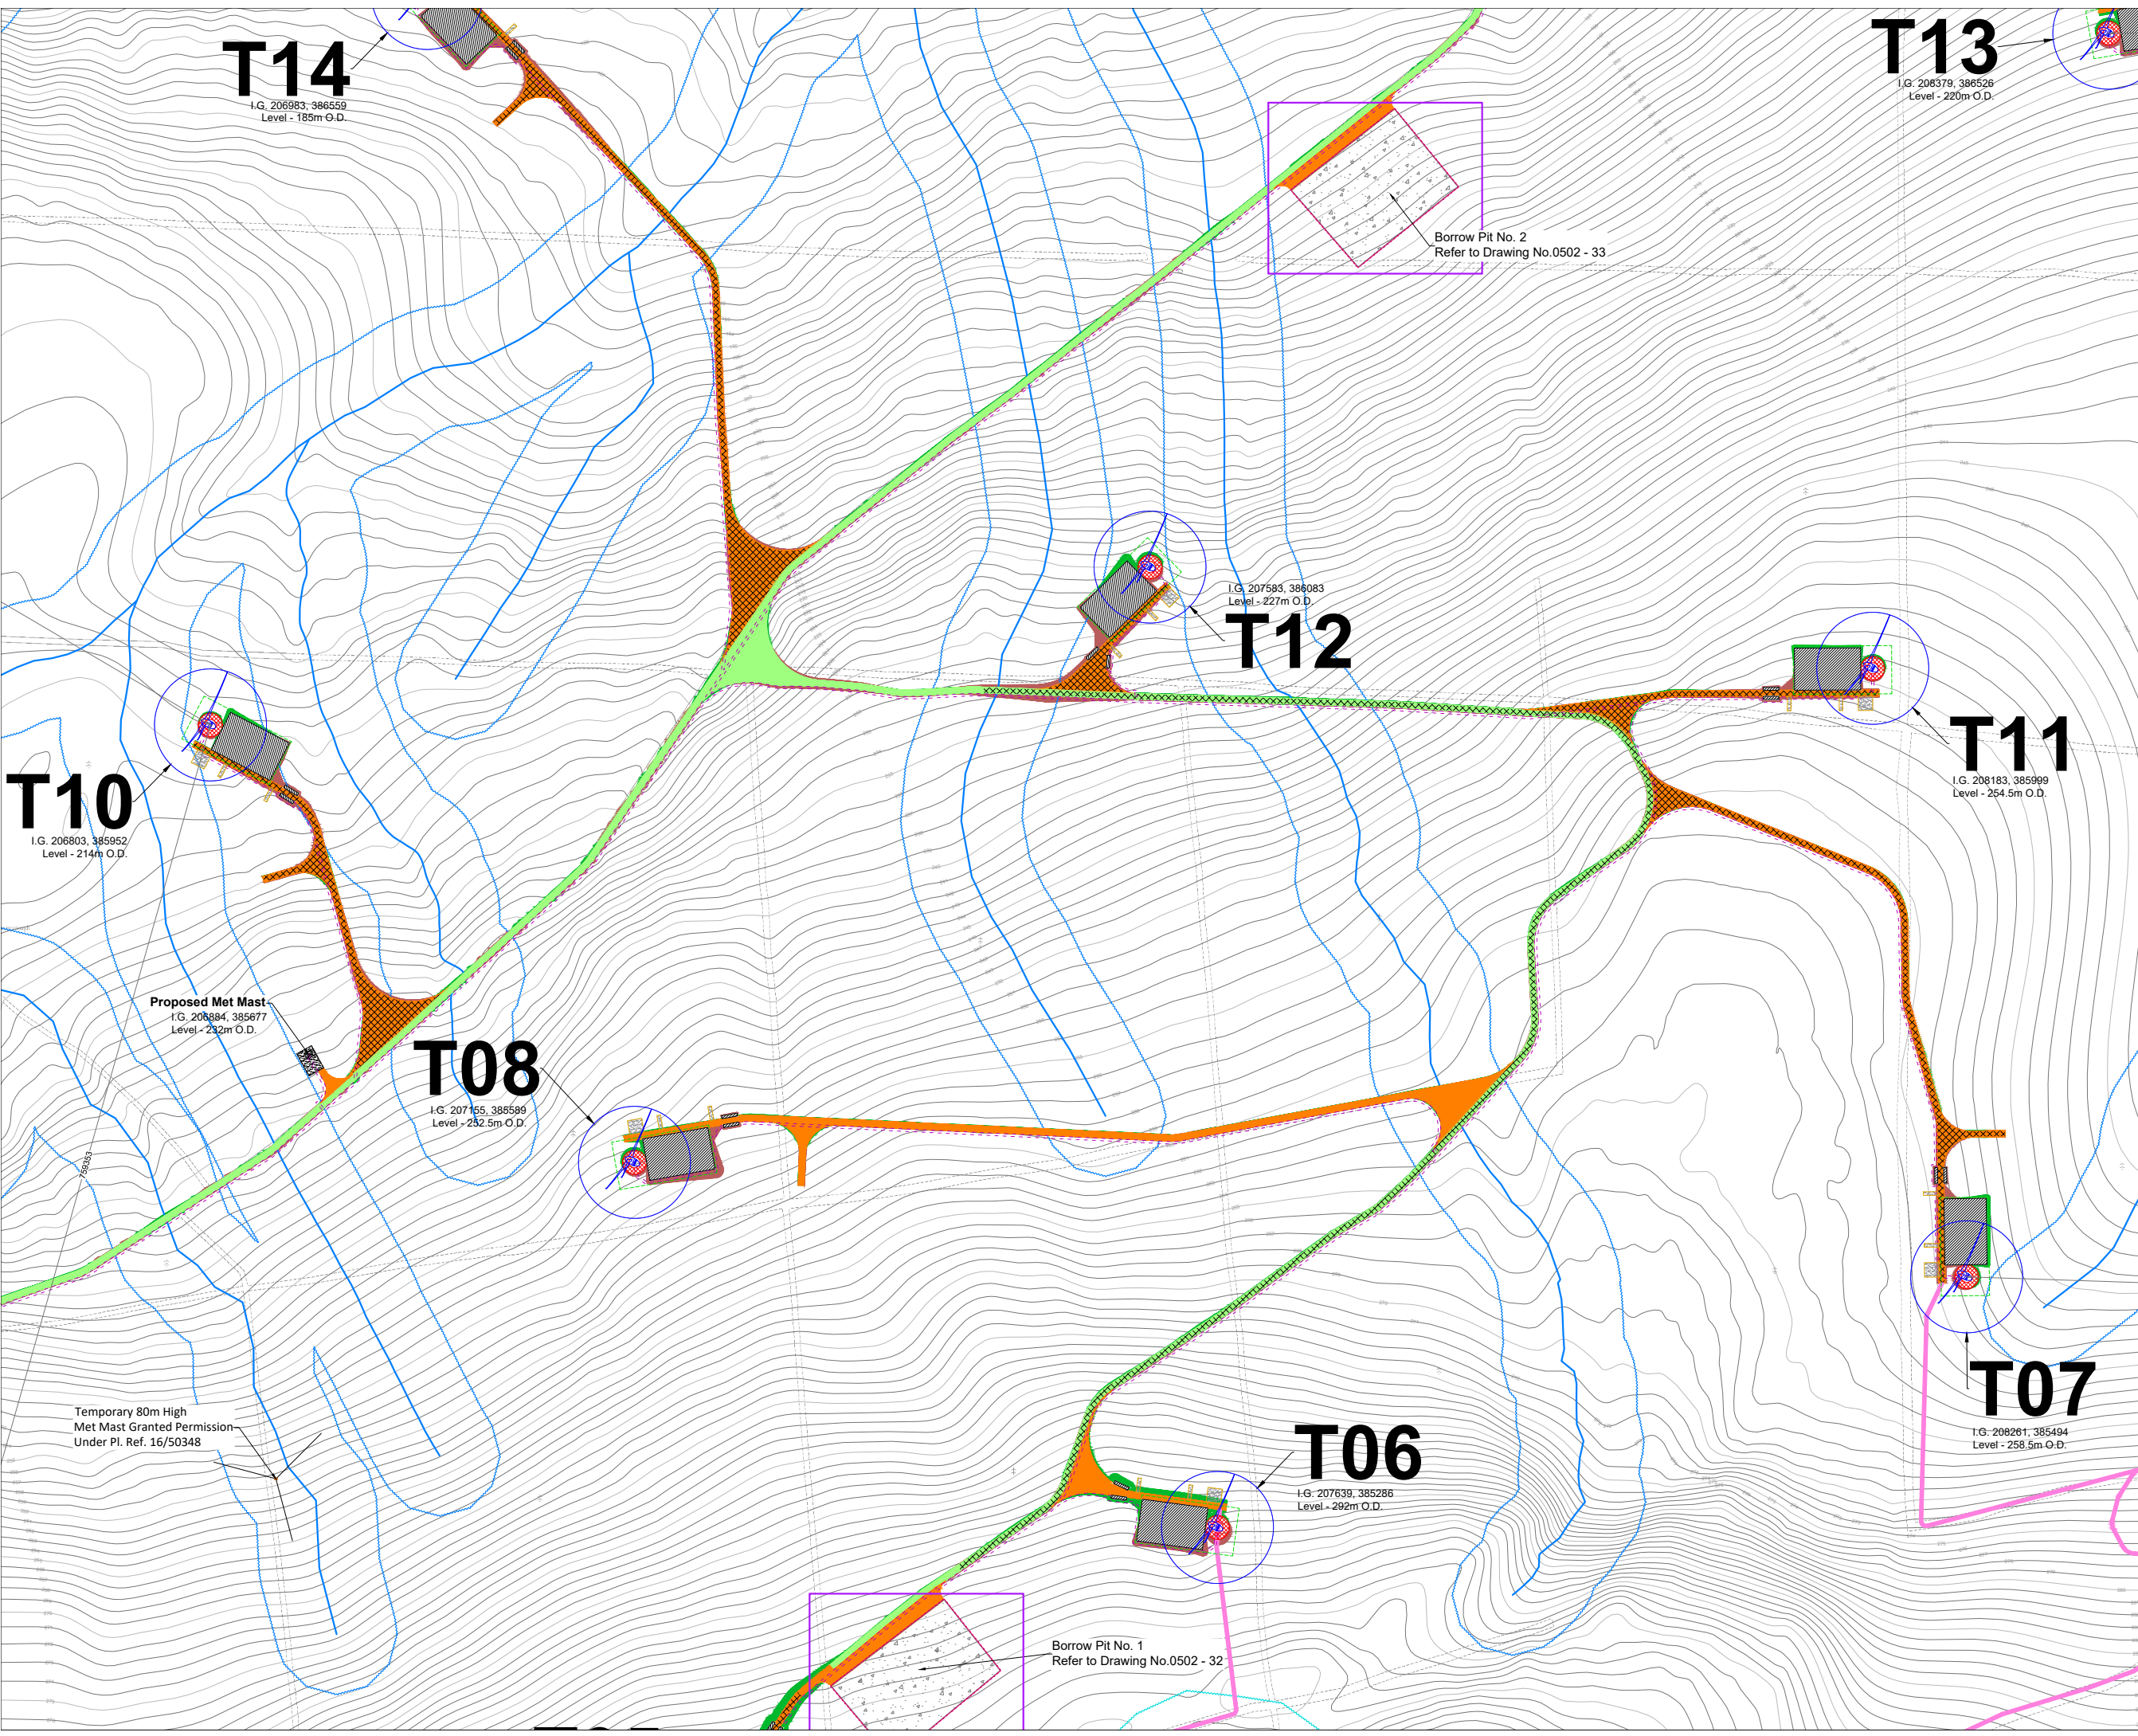 T14
I.G. 206983, 386559
Level - 185m O.D.
T13
I.G. 208379, 386526
Level - 220m O.D.
Borrow Pit No. 2
Refer to Drawing No.0502 - 33
I.G. 207583, 386083
Level - 227m O.D.
T12
T11
I.G. 208183, 385999
Level - 254.5m O.D.
T10
I.G. 206803, 385952
Level - 214m O.D.
Proposed Met Mast
I.G. 206884, 385677
Level - 232m O.D.
T08
I.G. 207155, 385589
Level - 252.5m O.D.
759353
T07
I.G. 208261, 385494
Level - 258.5m O.D.
Temporary 80m High
Met Mast Granted Permission
Under Pl. Ref. 16/50348
T06
I.G. 207639, 385286
Level - 292m O.D.
Borrow Pit No. 1
Refer to Drawing No.0502 - 32